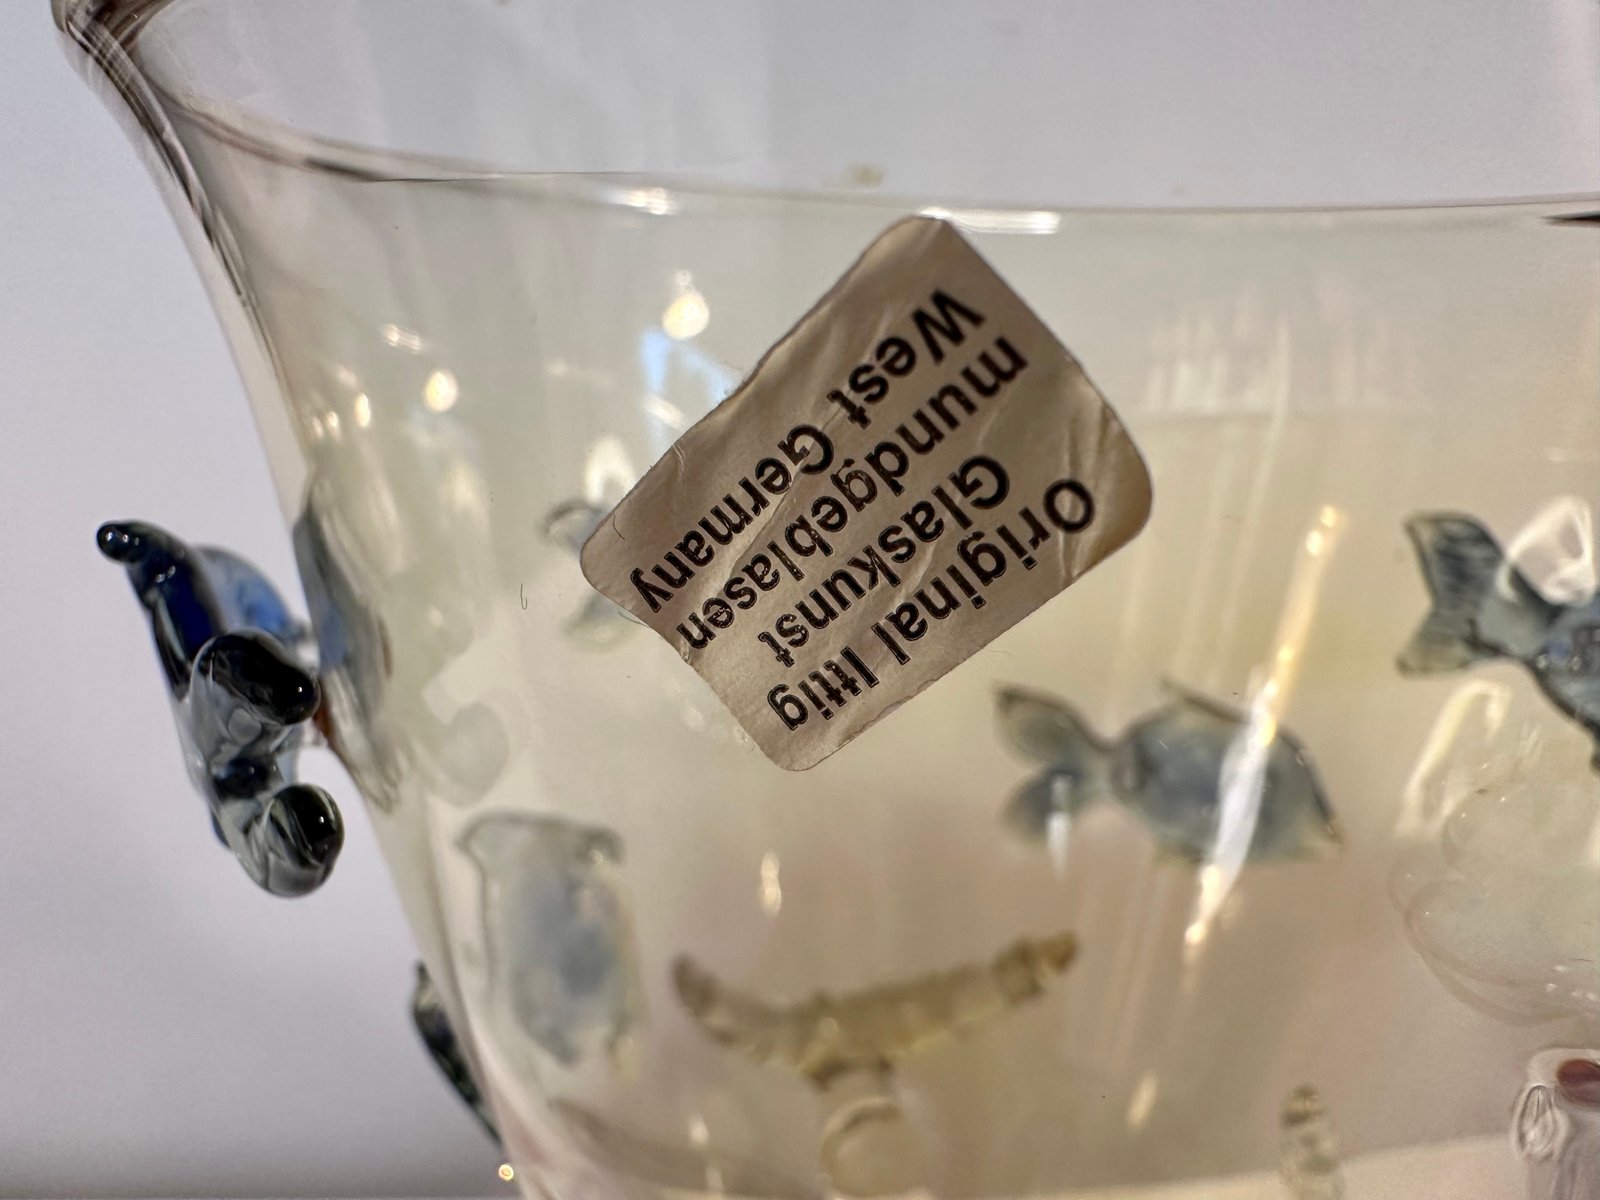 Original Ittig
Glaskunst
mundgeblasen
West Germany